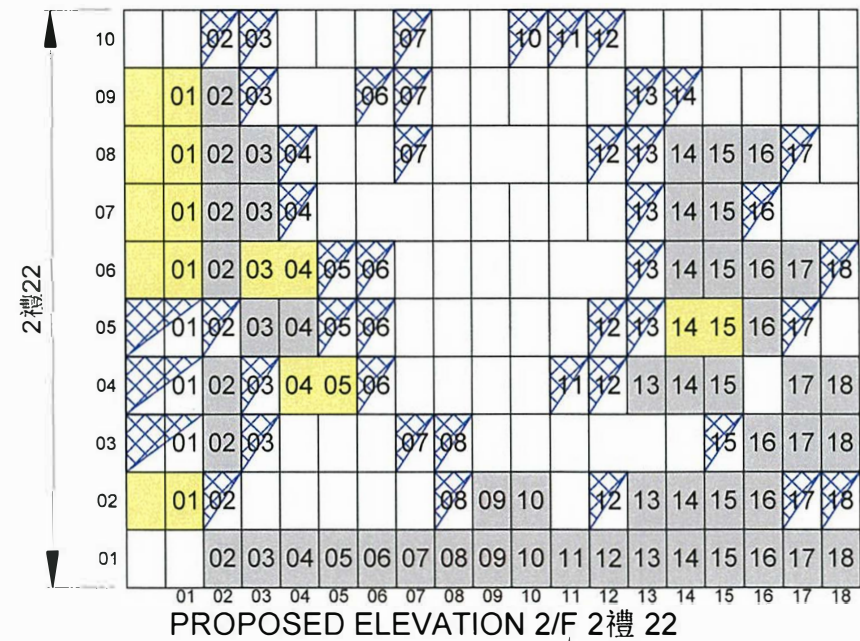 10 02 03 07 10 11 12
09 01 02 03 06 07 13 14
08 01 02 03 04 07 12 13 14 15 16 17
07 01 02 03 04 13 14 15 16
06 01 02 03 04 05 06 13 14 15 16 17 18
2禮22
05 01 02 03 04 05 06 12 13 14 15 16 17
04 01 02 03 04 05 06 11 12 13 14 15 17 18
03 01 02 03 07 08 15 16 17 18
02 01 02 08 09 10 12 13 14 15 16 17 18
01 02 03 04 05 06 07 08 09 10 11 12 13 14 15 16 17 18
01 02 03 04 05 06 07 08 09 10 11 12 13 14 15 16 17 18
PROPOSED ELEVATION 2/F 2禮 22